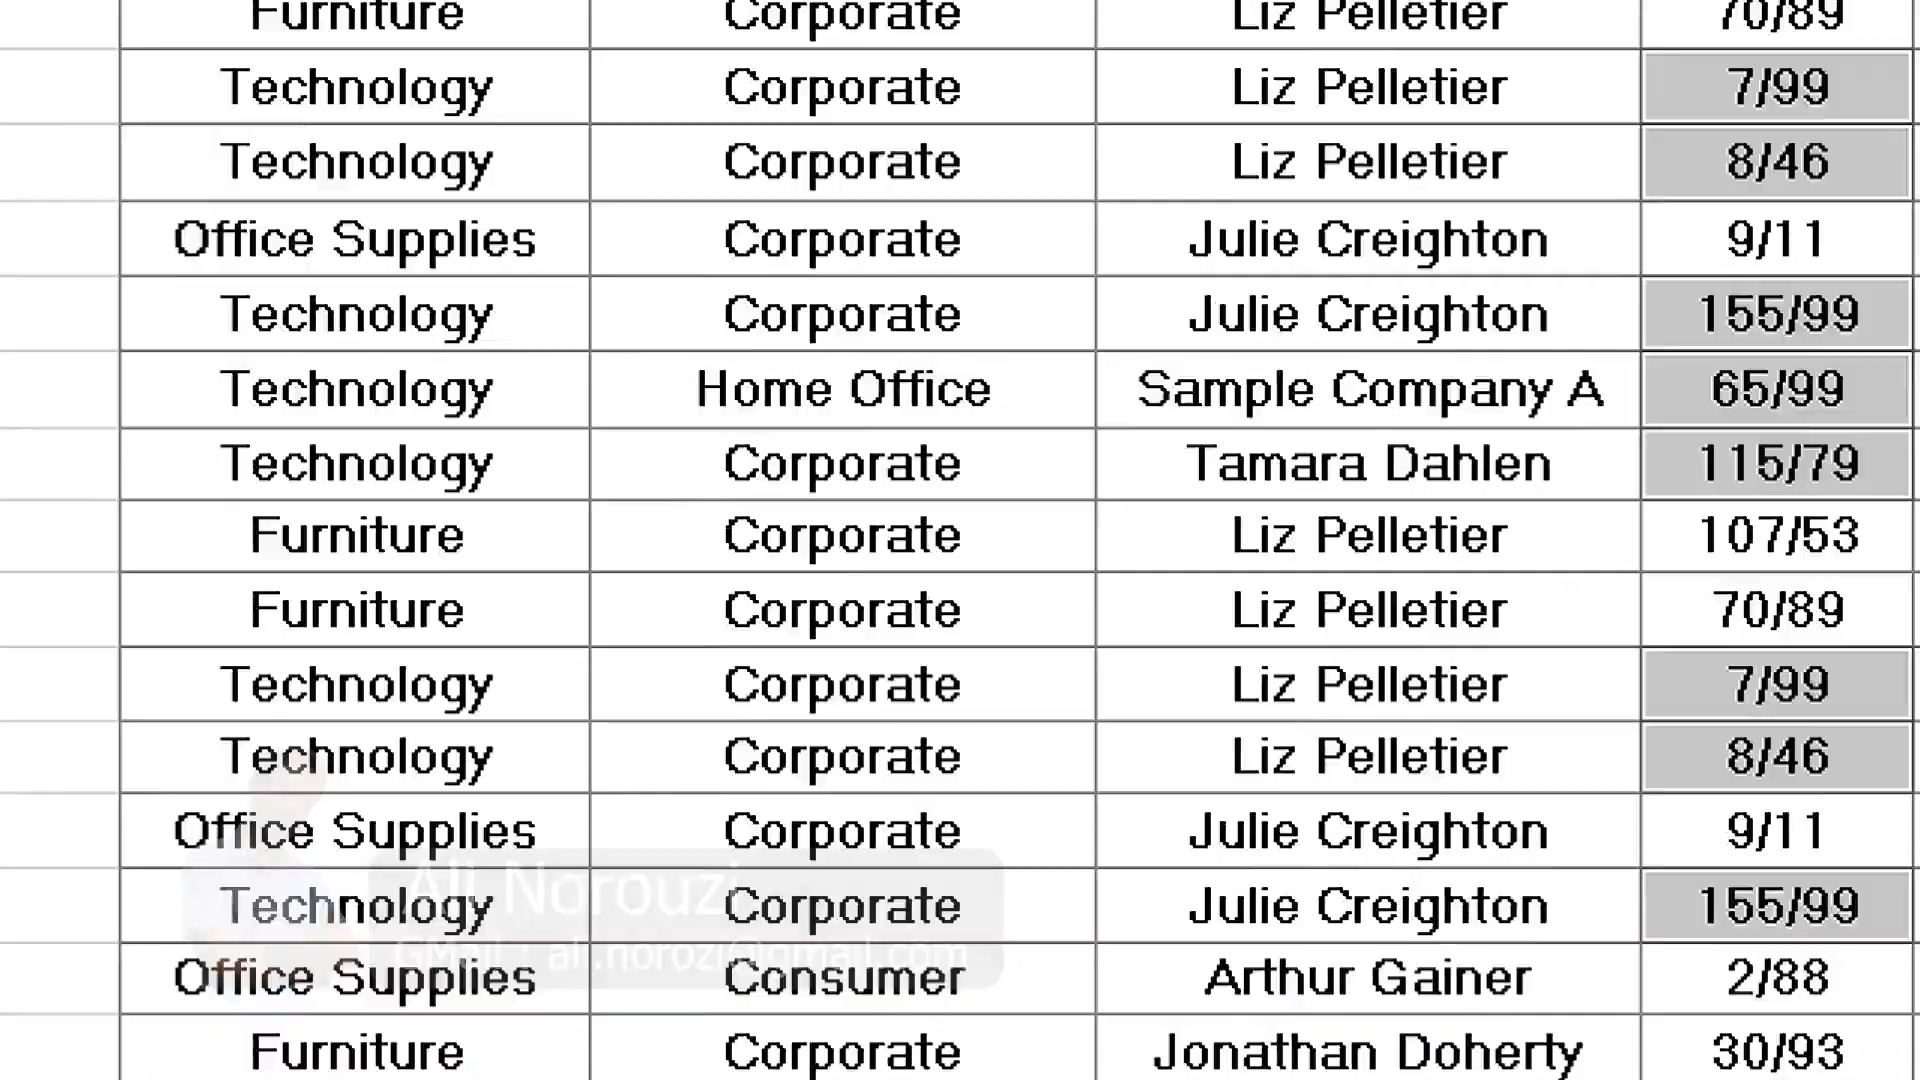 Furniture Corporate Liz Pelletier 70/89
Technology Corporate Liz Pelletier 7/99
Technology Corporate Liz Pelletier 8/46
Office Supplies Corporate Julie Creighton 9/11
Technology Corporate Julie Creighton 155/99
Technology Home Office Sample Company A 65/99
Technology Corporate Tamara Dahlen 115/79
Furniture Corporate Liz Pelletier 107/53
Furniture Corporate Liz Pelletier 70/89
Technology Corporate Liz Pelletier 7/99
Technology Corporate Liz Pelletier 8/46
Office Supplies Corporate Julie Creighton 9/11
Ali Norouzi
Technology Corporate Julie Creighton 155/99
GMail : ali.norozi@gmail.com
Office Supplies Consumer Arthur Gainer 2/88
Furniture Corporate Jonathan Doherty 30/93